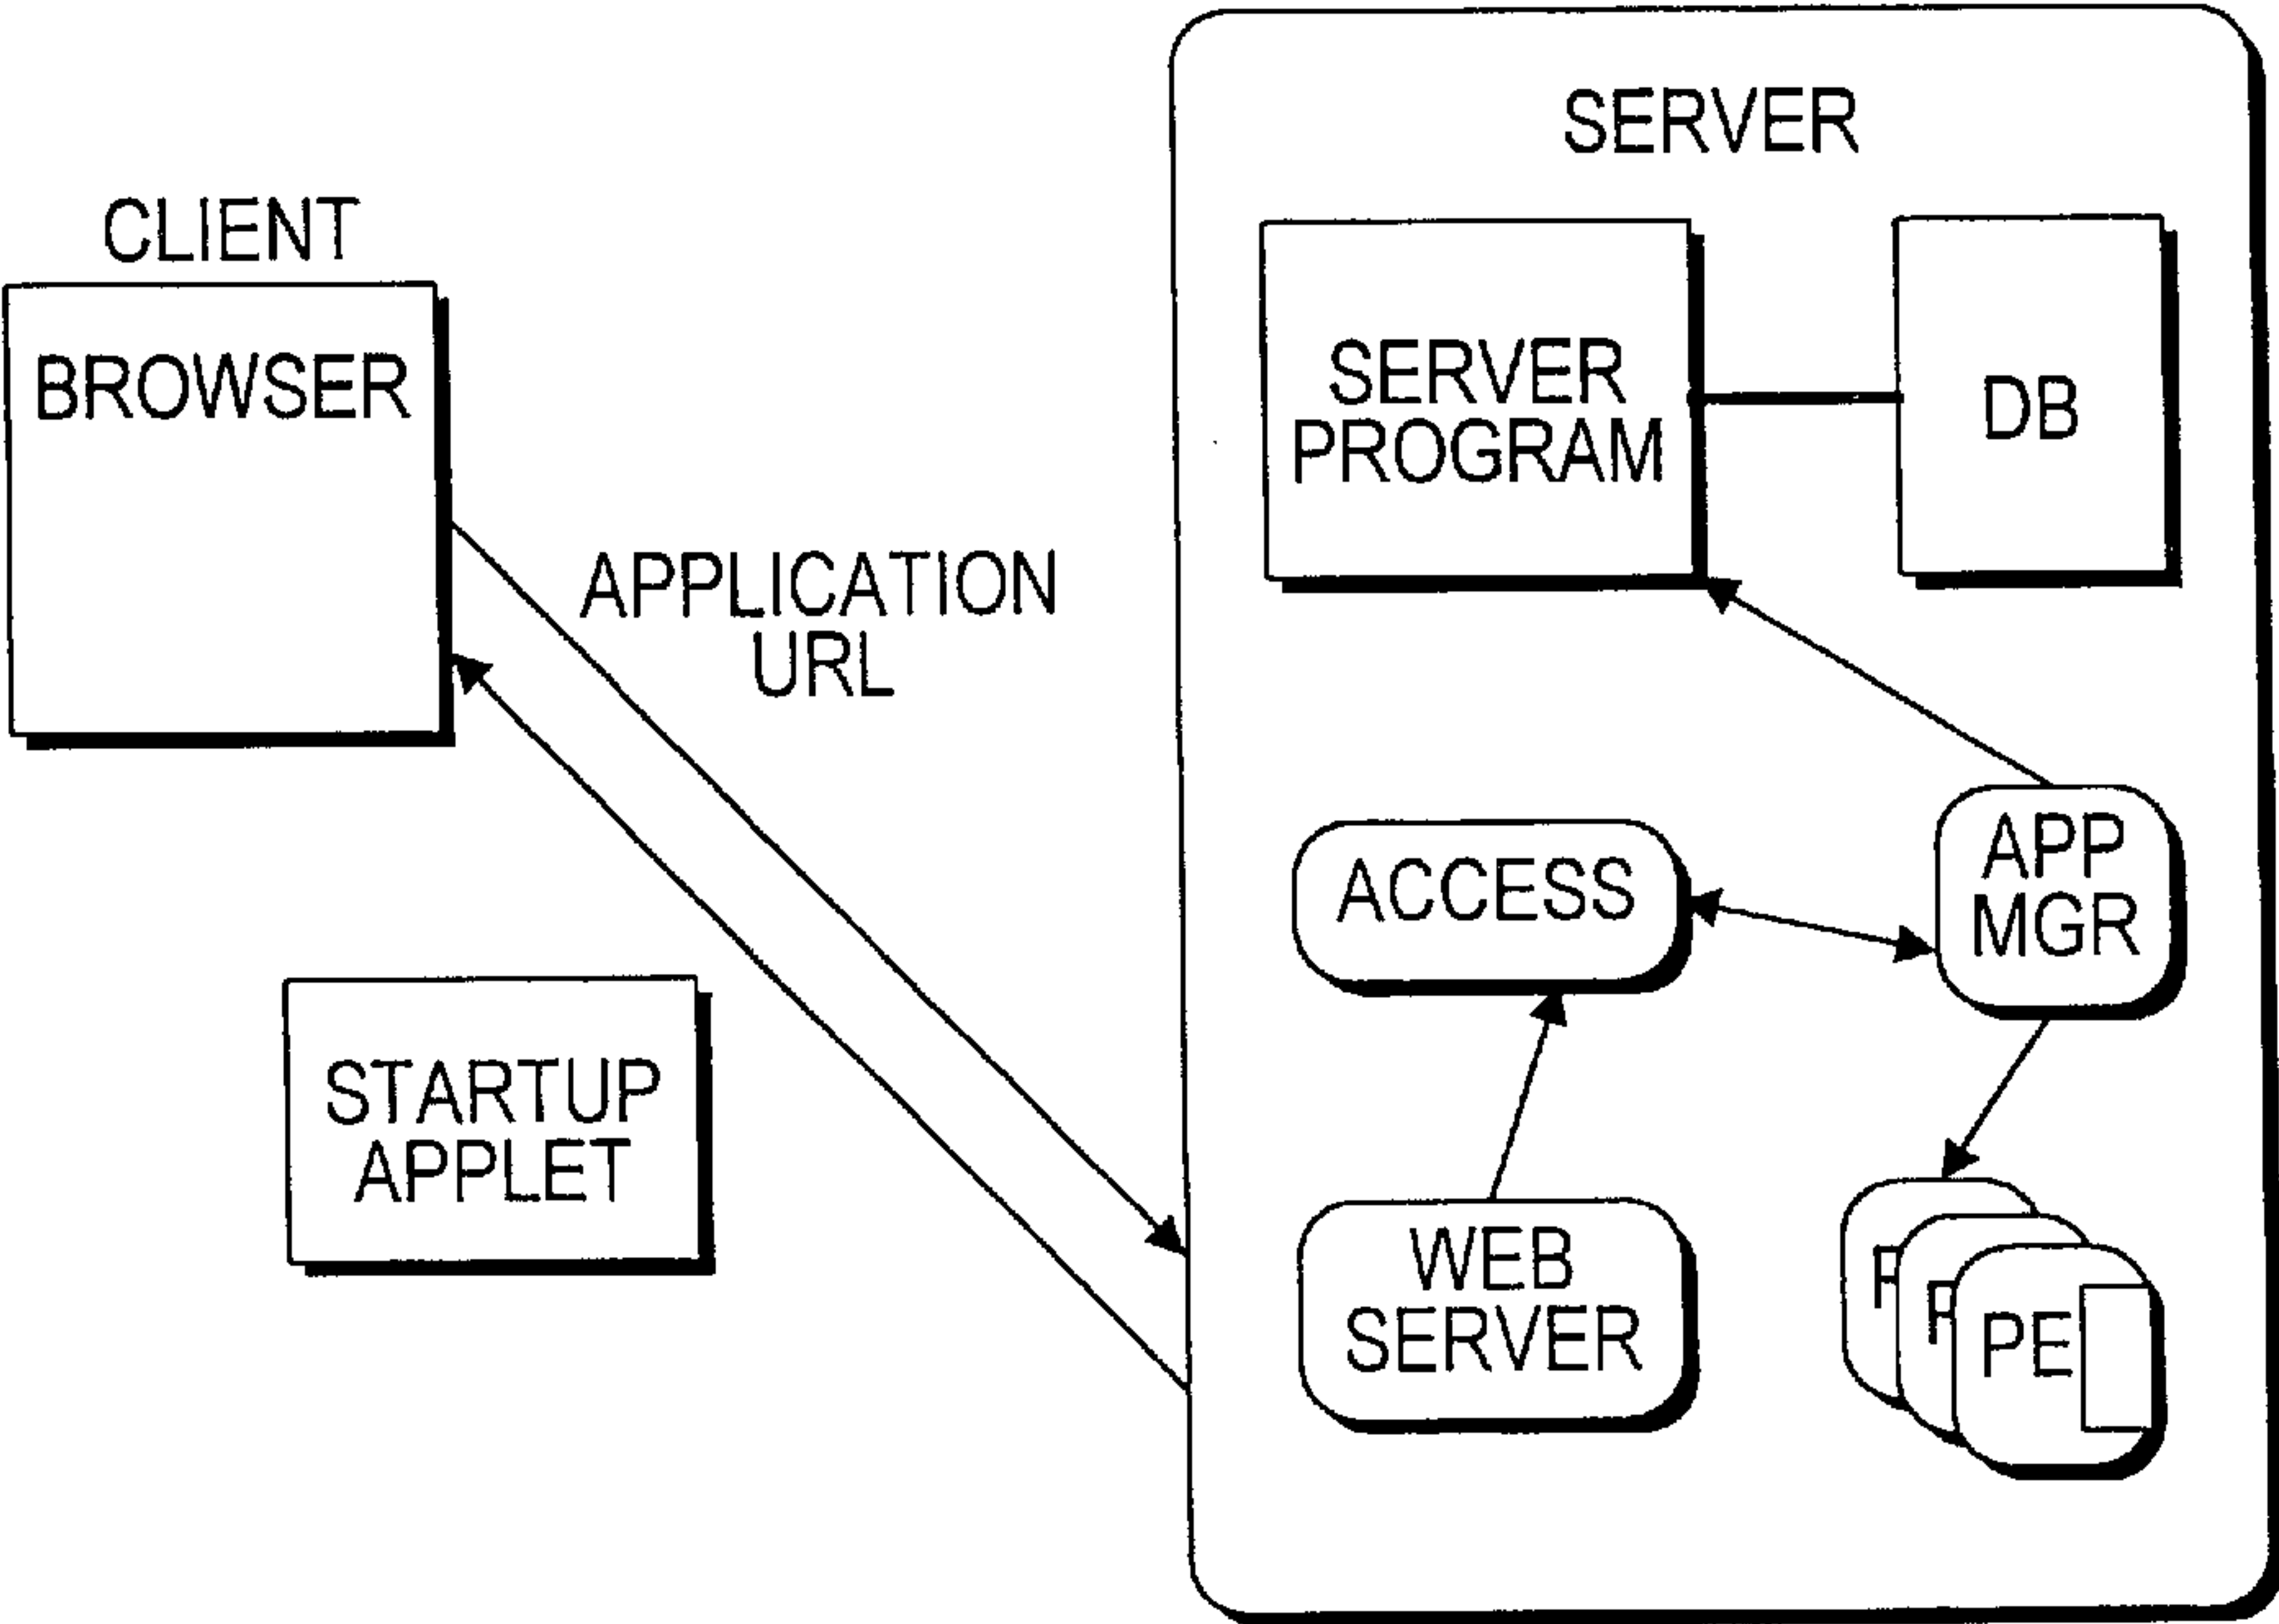 CLIENT
BROWSER
APPLICATION
URL
STARTUP
APPLET
SERVER
SERVER
PROGRAM
DB
ACCESS
APP
MGR
WEB
SERVER
PE